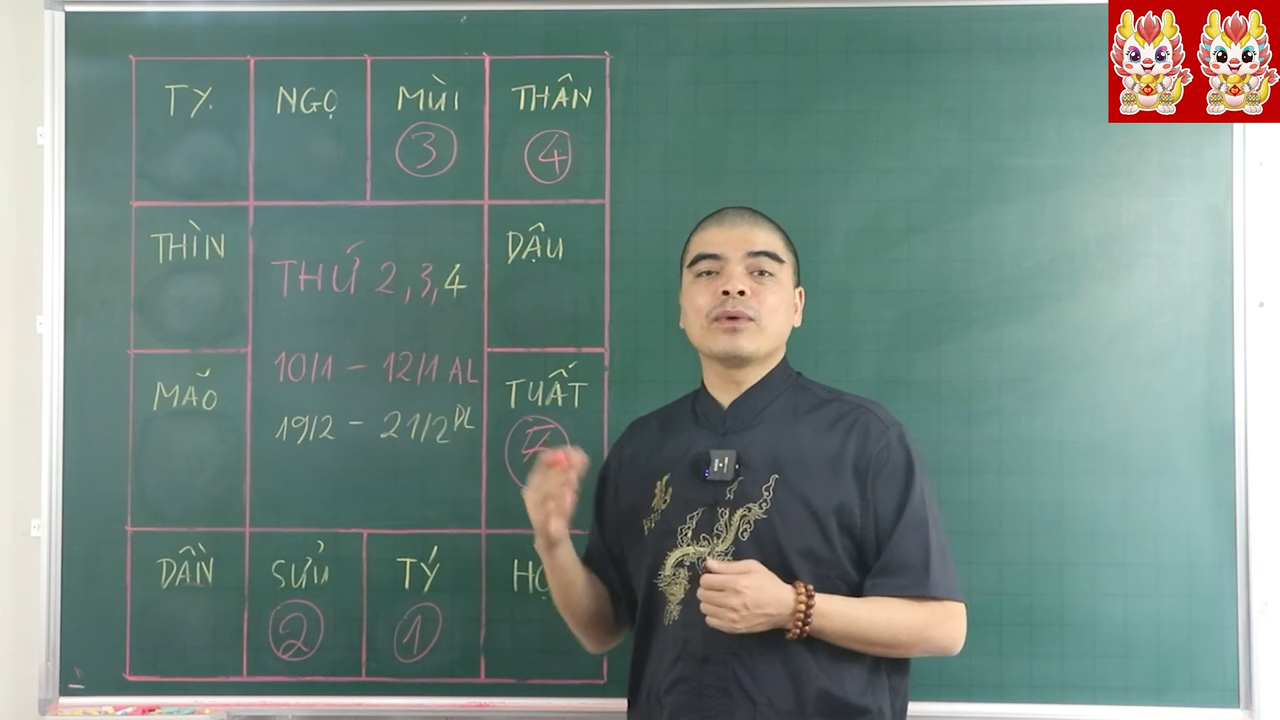 TỴ NGỌ MÙI THÂN
3 4
THÌN DẬU
THỨ 2,3,4
10/1 - 12/1 AL
MÃO TUẤT
19/2 - 21/2 DL
DẦN SỬU TÝ
2 1